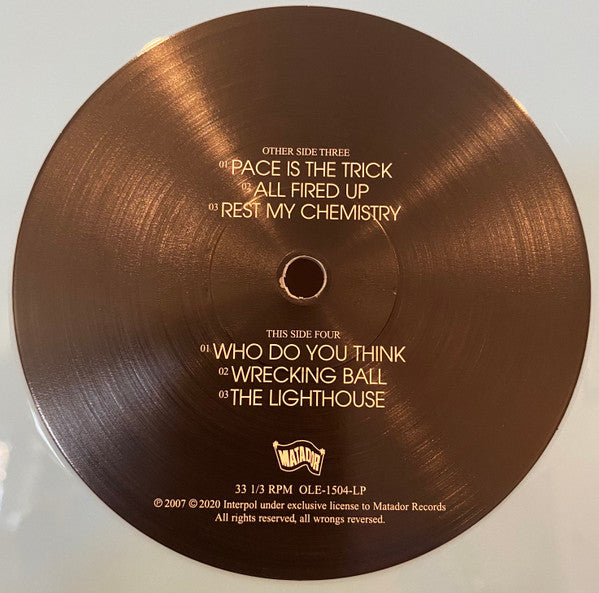 OTHER SIDE THREE
01 PACE IS THE TRICK
02 ALL FIRED UP
03 REST MY CHEMISTRY
THIS SIDE FOUR
01 WHO DO YOU THINK
02 WRECKING BALL
03 THE LIGHTHOUSE
MATADOR
33 1/3 RPM OLE-1504-LP
℗ 2007 © 2020 Interpol under exclusive license to Matador Records
All rights reserved, all wrongs reversed.